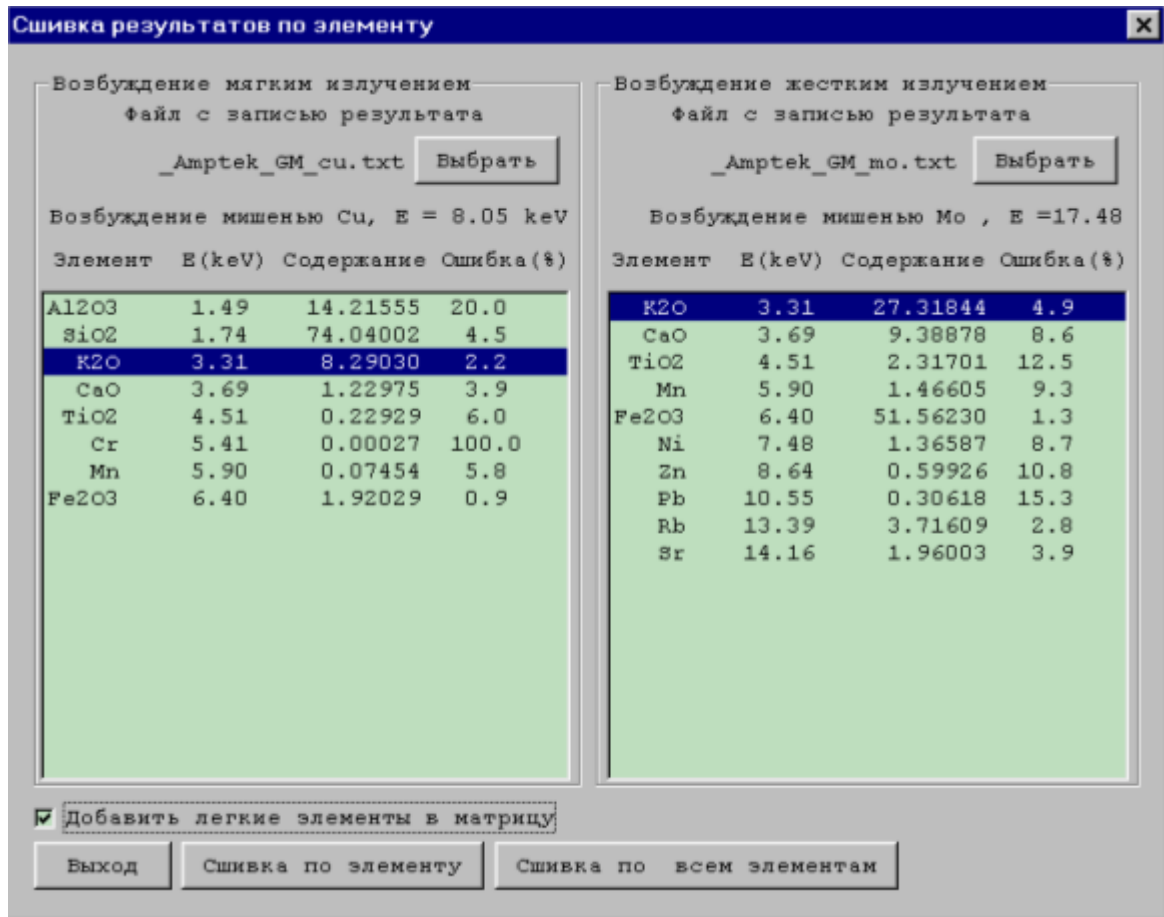 Сшивка результатов по элементу
Возбуждение мягким излучением
Файл с записью результата
_Amptek_GM_cu.txt Выбрать
Возбуждение мишенью Cu, E = 8.05 keV
Элемент E(keV) Содержание Ошибка(%)
Al2O3 1.49 14.21555 20.0
SiO2 1.74 74.04002 4.5
K2O 3.31 8.29030 2.2
CaO 3.69 1.22975 3.9
TiO2 4.51 0.22929 6.0
Cr 5.41 0.00027 100.0
Mn 5.90 0.07454 5.8
Fe2O3 6.40 1.92029 0.9
Возбуждение жестким излучением
Файл с записью результата
_Amptek_GM_mo.txt Выбрать
Возбуждение мишенью Mo , E =17.48
Элемент E(keV) Содержание Ошибка(%)
K2O 3.31 27.31844 4.9
CaO 3.69 9.38878 8.6
TiO2 4.51 2.31701 12.5
Mn 5.90 1.46605 9.3
Fe2O3 6.40 51.56230 1.3
Ni 7.48 1.36587 8.7
Zn 8.64 0.59926 10.8
Pb 10.55 0.30618 15.3
Rb 13.39 3.71609 2.8
Sr 14.16 1.96003 3.9
Добавить легкие элементы в матрицу
Выход Сшивка по элементу Сшивка по всем элементам